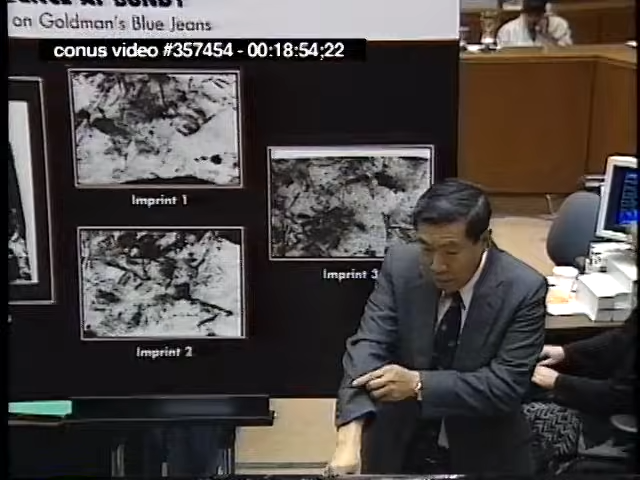 on Goldman's Blue Jeans
conus video #357454 - 00:18:54;22
Imprint 1
Imprint 3
Imprint 2